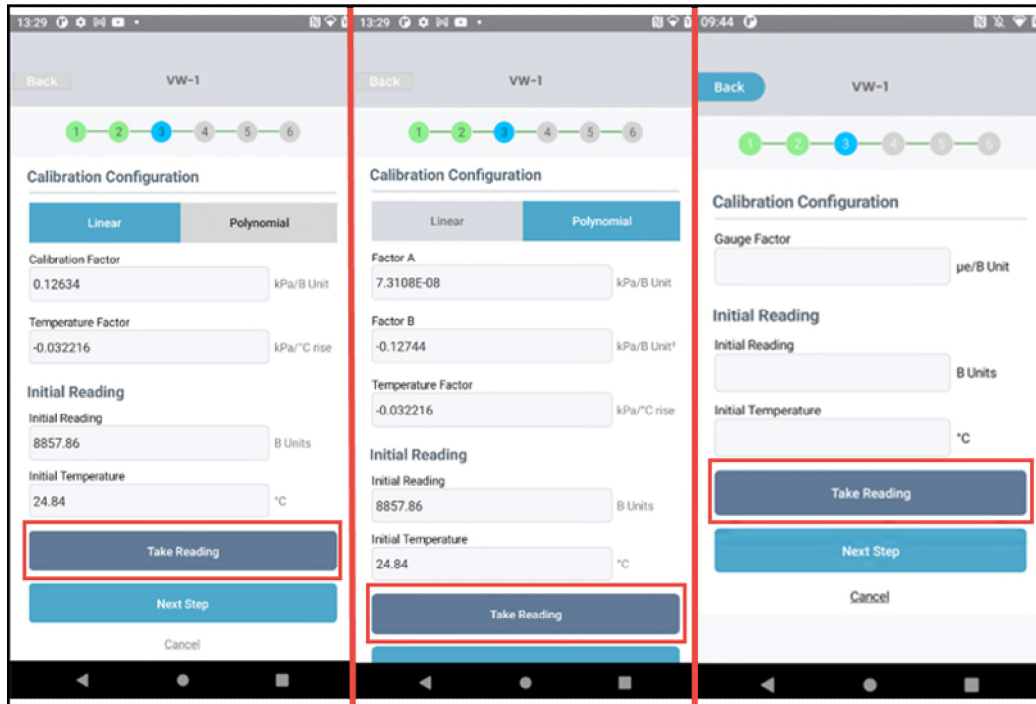 13:29
Back VW-1
1 2 3 4 5 6
Calibration Configuration
Linear Polynomial
Calibration Factor
0.12634 kPa/B Unit
Temperature Factor
-0.032216 kPa/°C rise
Initial Reading
Initial Reading
8857.86 B Units
Initial Temperature
24.84 °C
Take Reading
Next Step
Cancel
13:29
Back VW-1
1 2 3 4 5 6
Calibration Configuration
Linear Polynomial
Factor A
7.3108E-08 kPa/B Unit
Factor B
-0.12744 kPa/B Unit²
Temperature Factor
-0.032216 kPa/°C rise
Initial Reading
Initial Reading
8857.86 B Units
Initial Temperature
24.84 °C
Take Reading
09:44
Back VW-1
1 2 3 4 5 6
Calibration Configuration
Gauge Factor
µe/B Unit
Initial Reading
Initial Reading
B Units
Initial Temperature
°C
Take Reading
Next Step
Cancel